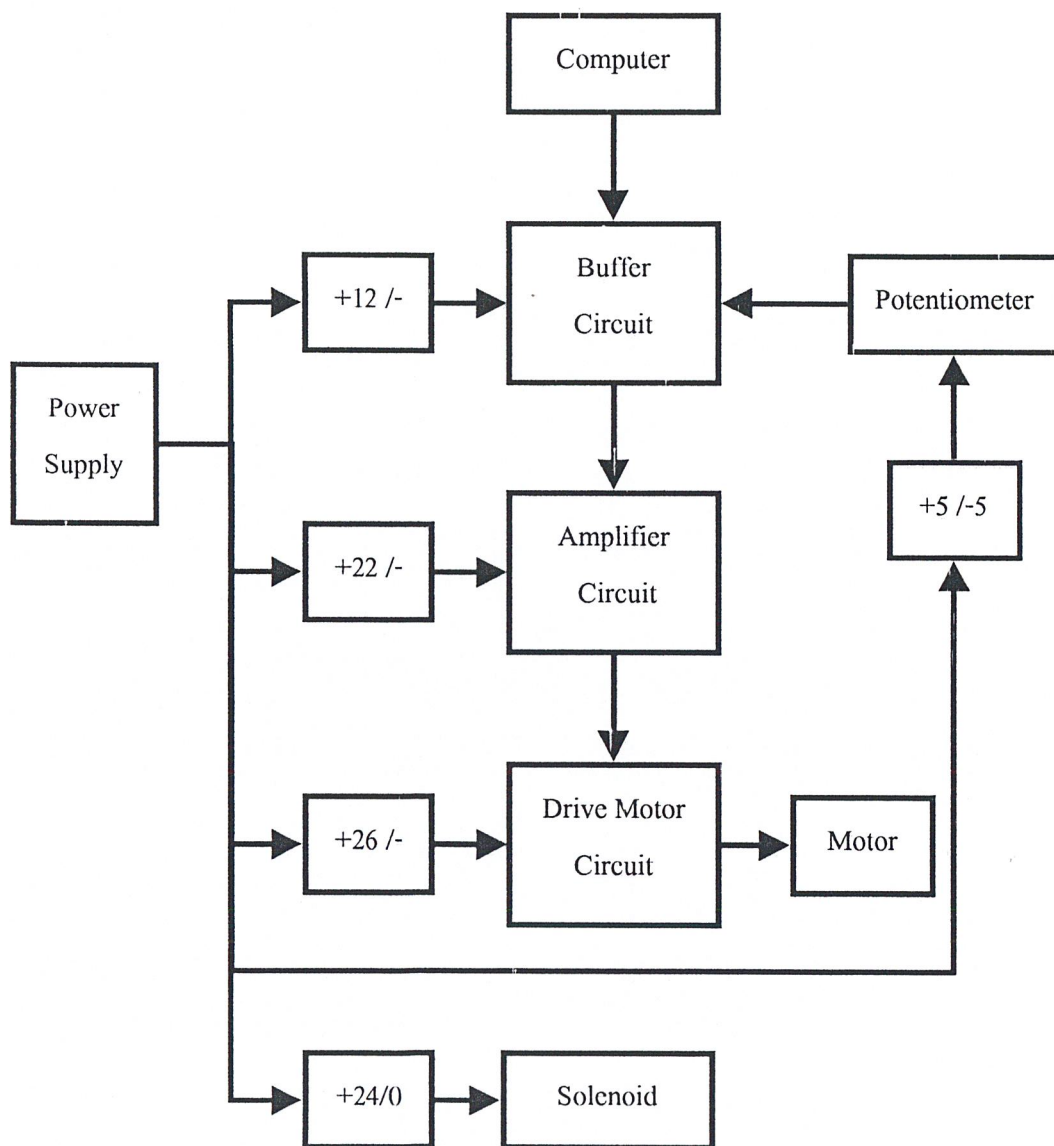 Computer
Buffer
Circuit
+12 /-
Potentiometer
Power
Supply
+5 /-5
Amplifier
Circuit
+22 /-
Drive Motor
Circuit
+26 /-
Motor
+24/0
Solenoid